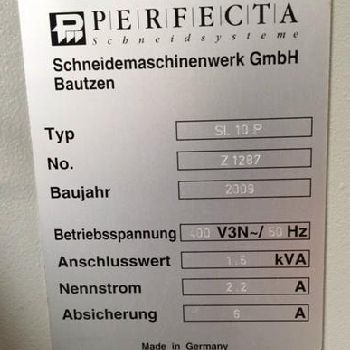 PERFECTA
Schneidsysteme
Schneidemaschinenwerk GmbH
Bautzen
Typ SL 10 P
No. Z1287
Baujahr 2009
Betriebsspannung 400 V3N~/ 50 Hz
Anschlusswert 1.5 kVA
Nennstrom 2.2 A
Absicherung 6 A
Made in Germany